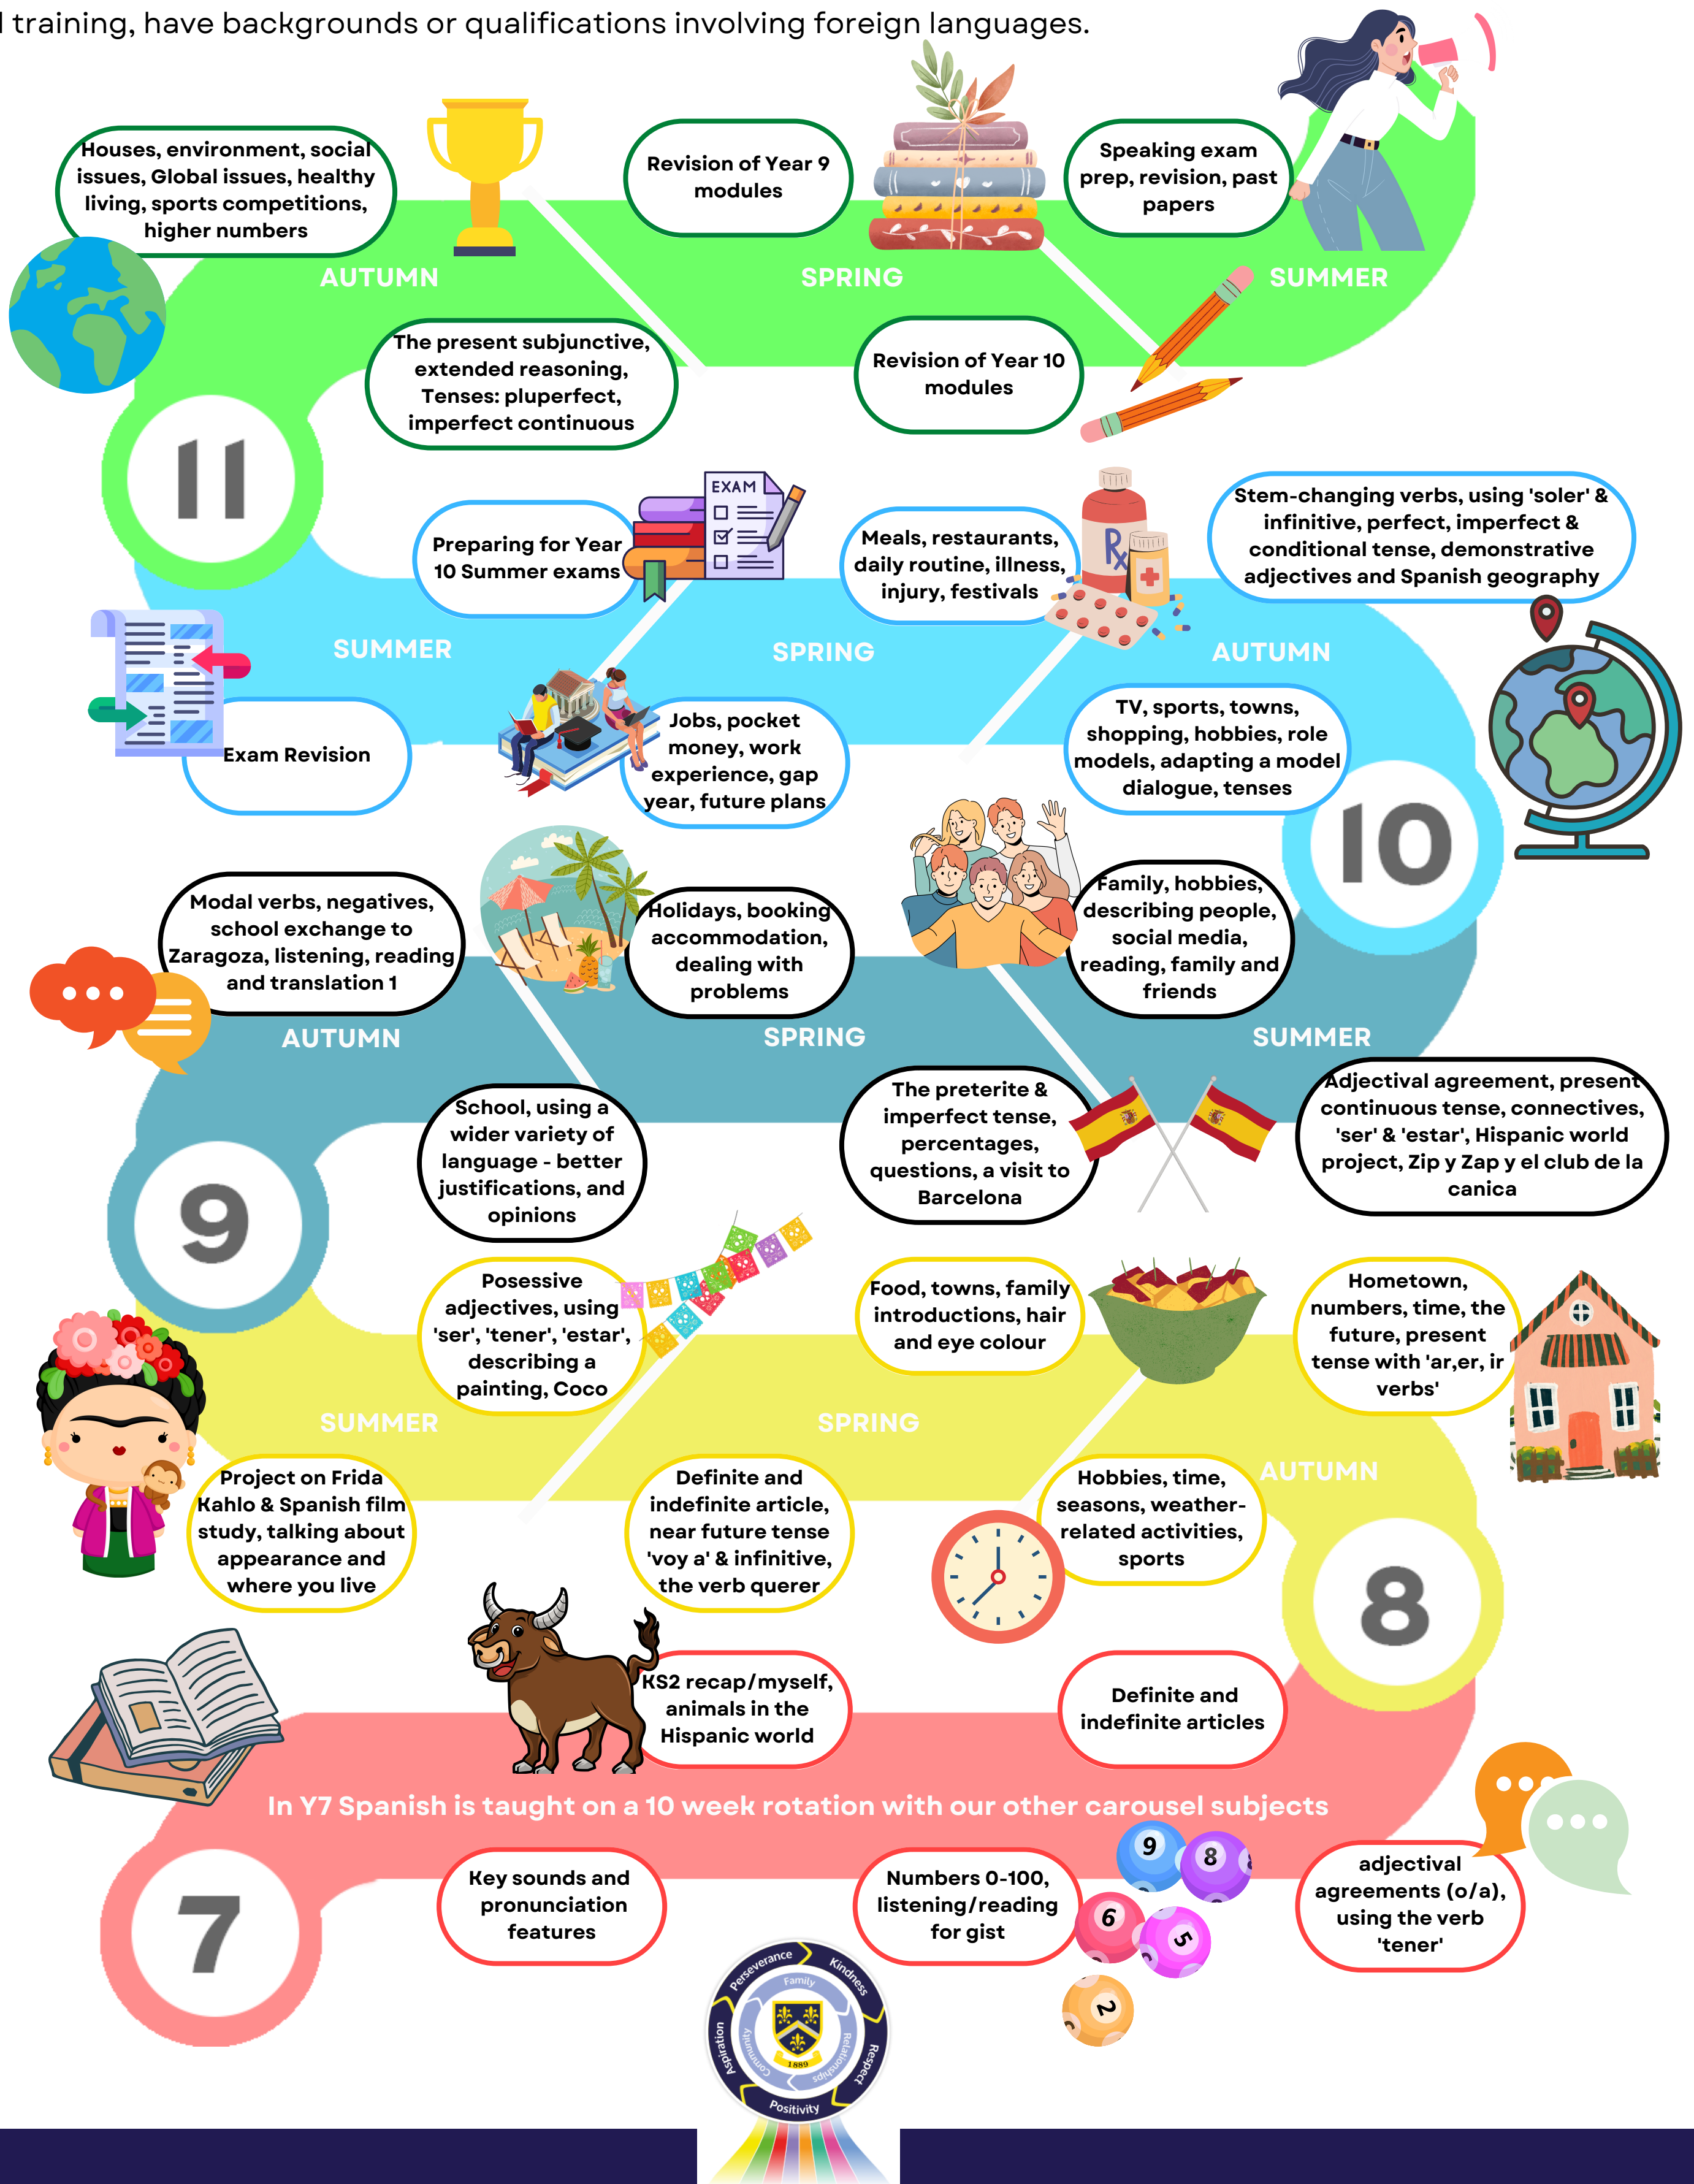 l training, have backgrounds or qualifications involving foreign languages.
Houses, environment, social
issues, Global issues, healthy
living, sports competitions,
higher numbers
Revision of Year 9
modules
Speaking exam
prep, revision, past
papers
AUTUMN
SPRING
SUMMER
The present subjunctive,
extended reasoning,
Tenses: pluperfect,
imperfect continuous
Revision of Year 10
modules
11
Preparing for Year
10 Summer exams
EXAM
Meals, restaurants,
daily routine, illness,
injury, festivals
Rx
Stem-changing verbs, using 'soler' &
infinitive, perfect, imperfect &
conditional tense, demonstrative
adjectives and Spanish geography
SUMMER
SPRING
AUTUMN
Exam Revision
Jobs, pocket
money, work
experience, gap
year, future plans
TV, sports, towns,
shopping, hobbies, role
models, adapting a model
dialogue, tenses
10
Modal verbs, negatives,
school exchange to
Zaragoza, listening, reading
and translation 1
Holidays, booking
accommodation,
dealing with
problems
Family, hobbies,
describing people,
social media,
reading, family and
friends
AUTUMN
SPRING
SUMMER
School, using a
wider variety of
language - better
justifications, and
opinions
The preterite &
imperfect tense,
percentages,
questions, a visit to
Barcelona
Adjectival agreement, present
continuous tense, connectives,
'ser' & 'estar', Hispanic world
project, Zip y Zap y el club de la
canica
9
Posessive
adjectives, using
'ser', 'tener', 'estar',
describing a
painting, Coco
Food, towns, family
introductions, hair
and eye colour
Hometown,
numbers, time, the
future, present
tense with 'ar,er, ir
verbs'
SUMMER
SPRING
AUTUMN
Project on Frida
Kahlo & Spanish film
study, talking about
appearance and
where you live
Definite and
indefinite article,
near future tense
'voy a' & infinitive,
the verb querer
Hobbies, time,
seasons, weather-
related activities,
sports
8
KS2 recap/myself,
animals in the
Hispanic world
Definite and
indefinite articles
In Y7 Spanish is taught on a 10 week rotation with our other carousel subjects
7
Key sounds and
pronunciation
features
Numbers 0-100,
listening/reading
for gist
9
8
6
5
2
adjectival
agreements (o/a),
using the verb
'tener'
Perseverance
Kindness
Respect
Positivity
Aspiration
Family
Relationships
Community
1889